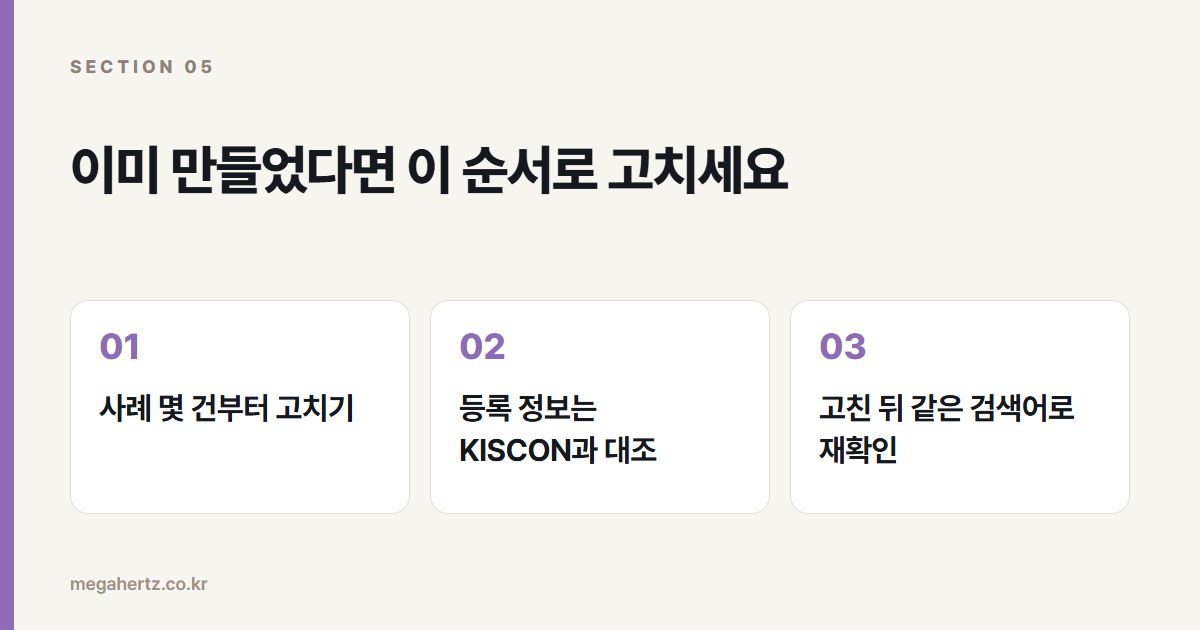 SECTION 05
이미 만들었다면 이 순서로 고치세요
01
사례 몇 건부터 고치기
02
등록 정보는
KISCON과 대조
03
고친 뒤 같은 검색어로
재확인
megahertz.co.kr